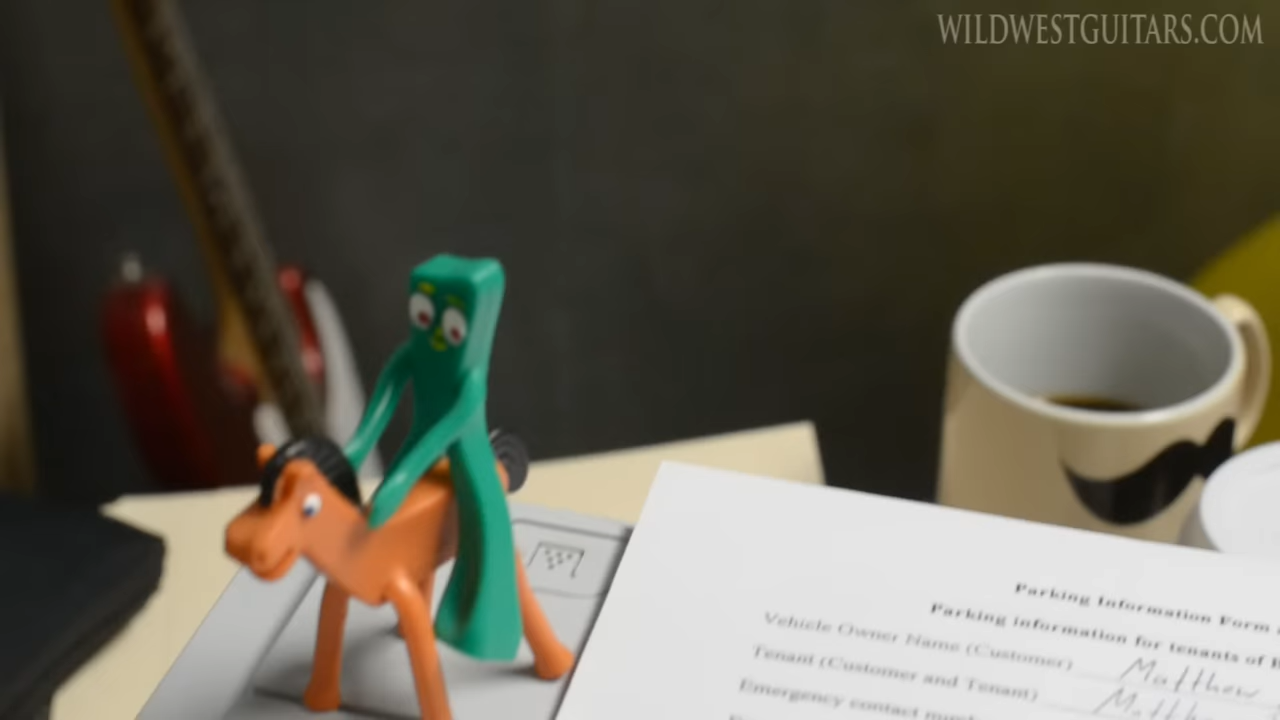 WILDWESTGUITARS.COM
Parking Information Form
Parking information for tenants of
Vehicle Owner Name (Customer) Matthew
Tenant (Customer and Tenant)
Emergency contact